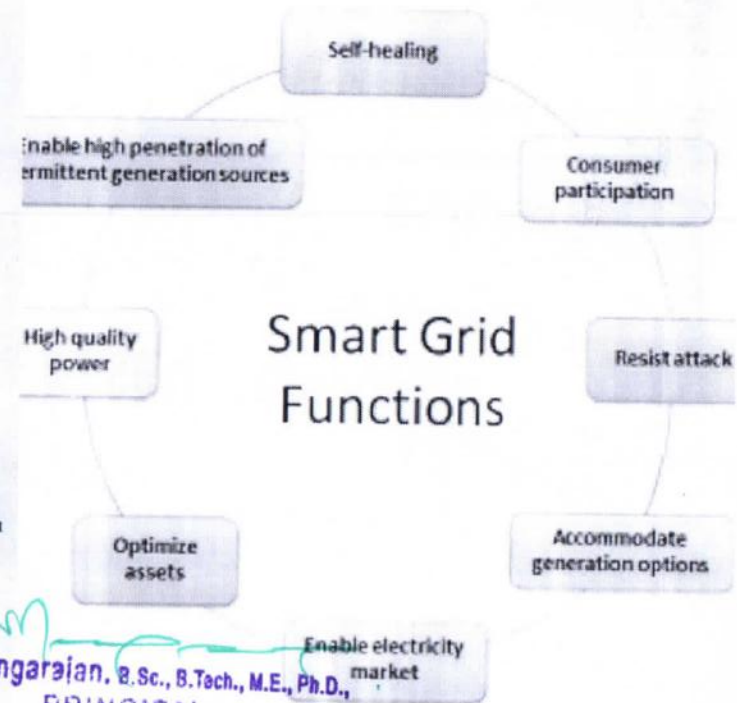 Self-healing
Enable high penetration of
ermittent generation sources
Consumer
participation
High quality
power
Smart Grid
Functions
Resist attack
Optimize
assets
Accommodate
generation options
Enable electricity
market
ngarajan, B.Sc., B.Tech., M.E., Ph.D.,